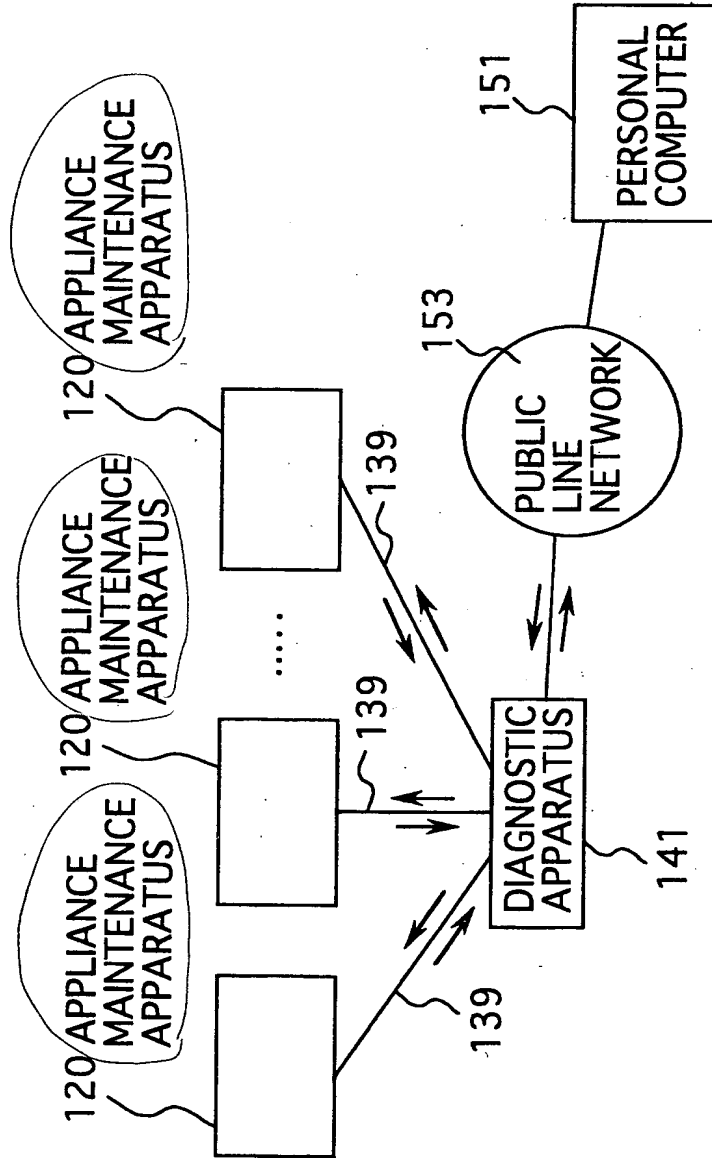 120 APPLIANCE
MAINTENANCE
APPARATUS
120 APPLIANCE
MAINTENANCE
APPARATUS
120 APPLIANCE
MAINTENANCE
APPARATUS
.....
139
139
139
DIAGNOSTIC
APPARATUS
141
PUBLIC
LINE
NETWORK
153
PERSONAL
COMPUTER
151